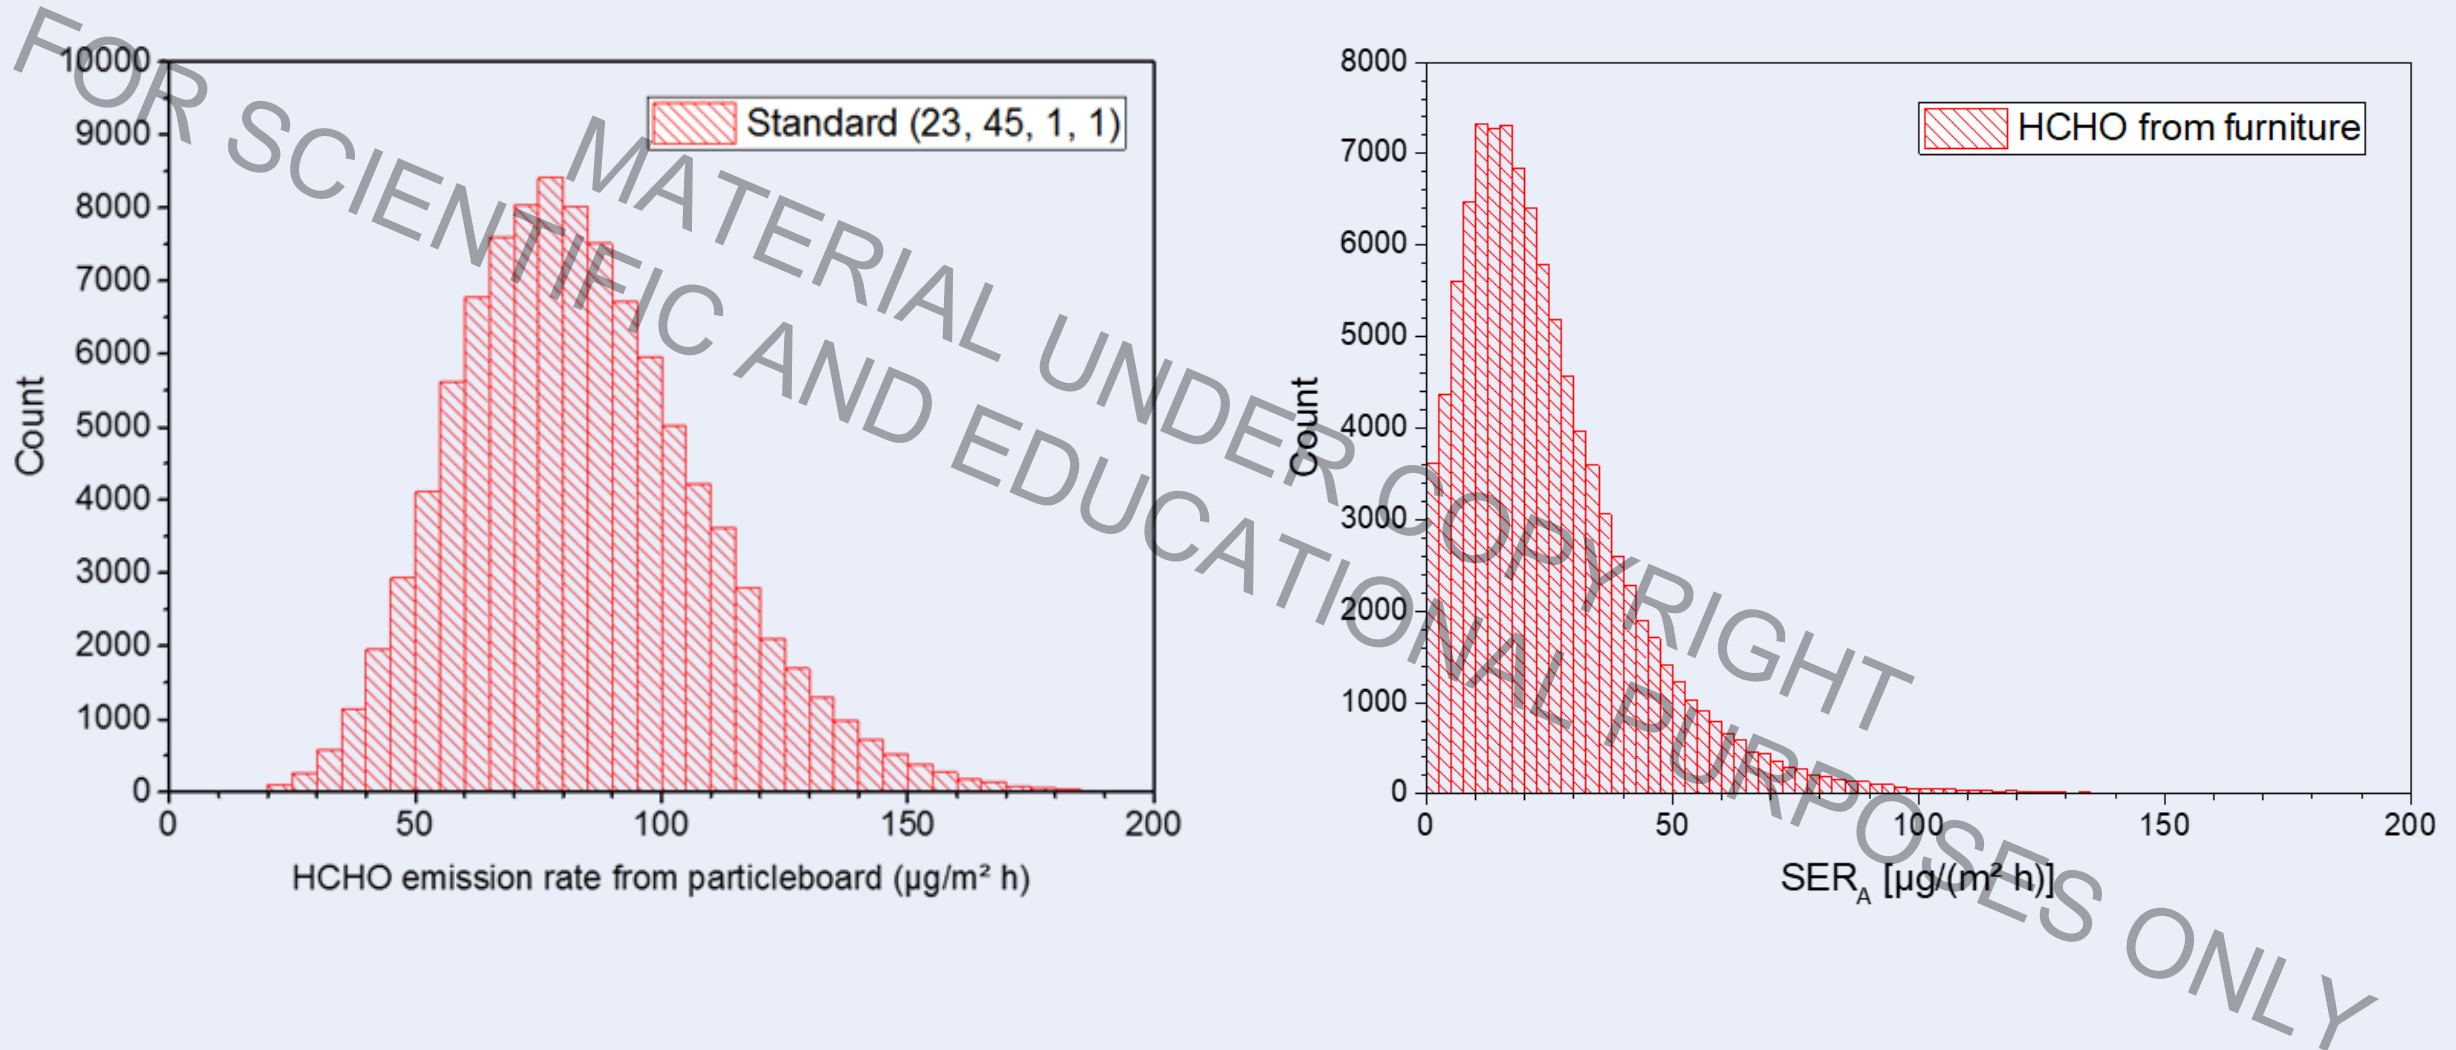 10000
9000
8000
7000
6000
5000
4000
3000
2000
1000
0
Count
Standard (23, 45, 1, 1)
0 50 100 150 200
HCHO emission rate from particleboard (µg/m² h)
8000
7000
6000
5000
4000
3000
2000
1000
0
Count
HCHO from furniture
0 50 100 150 200
SER_A [µg/(m² h)]
MATERIAL UNDER COPYRIGHT
FOR SCIENTIFIC AND EDUCATIONAL PURPOSES ONLY